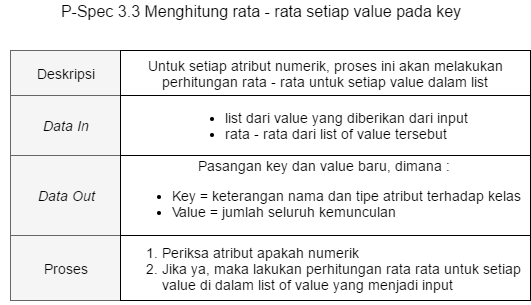 P-Spec 3.3 Menghitung rata - rata setiap value pada key
Deskripsi
Untuk setiap atribut numerik, proses ini akan melakukan
perhitungan rata - rata untuk setiap value dalam list
Data In
• list dari value yang diberikan dari input
• rata - rata dari list of value tersebut
Data Out
Pasangan key dan value baru, dimana :
• Key = keterangan nama dan tipe atribut terhadap kelas
• Value = jumlah seluruh kemunculan
Proses
1. Periksa atribut apakah numerik
2. Jika ya, maka lakukan perhitungan rata rata untuk setiap
value di dalam list of value yang menjadi input